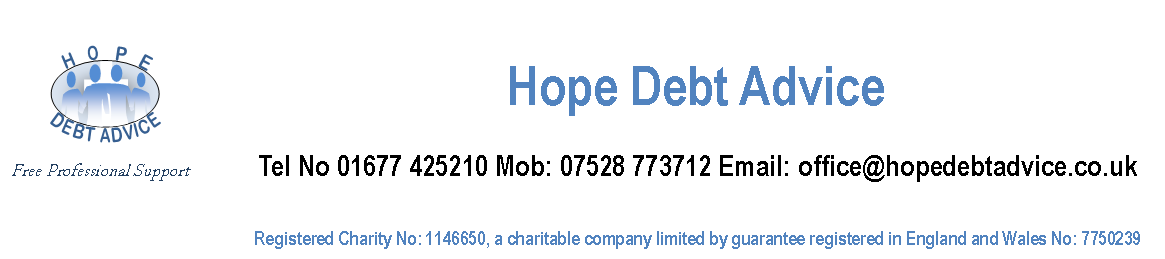 HOPE
DEBT ADVICE
Free Professional Support
Hope Debt Advice
Tel No 01677 425210 Mob: 07528 773712 Email: office@hopedebtadvice.co.uk
Registered Charity No: 1146650, a charitable company limited by guarantee registered in England and Wales No: 7750239